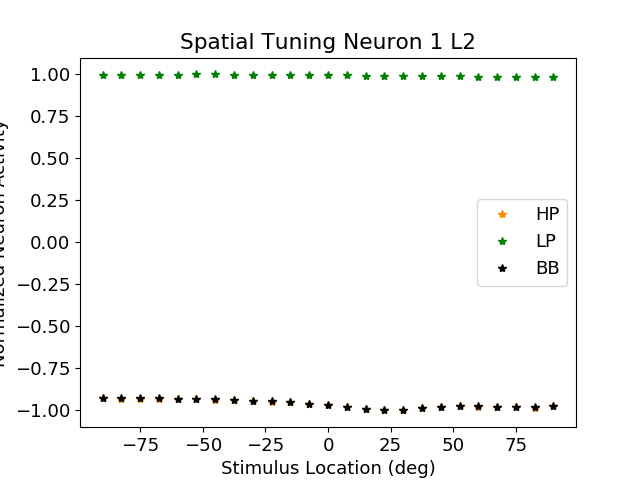 Spatial Tuning Neuron 1 L2
Normalized Neuron Activity
1.00
0.75
0.50
0.25
0.00
−0.25
−0.50
−0.75
−1.00
HP
LP
BB
−75
−50
−25
0
25
50
75
Stimulus Location (deg)